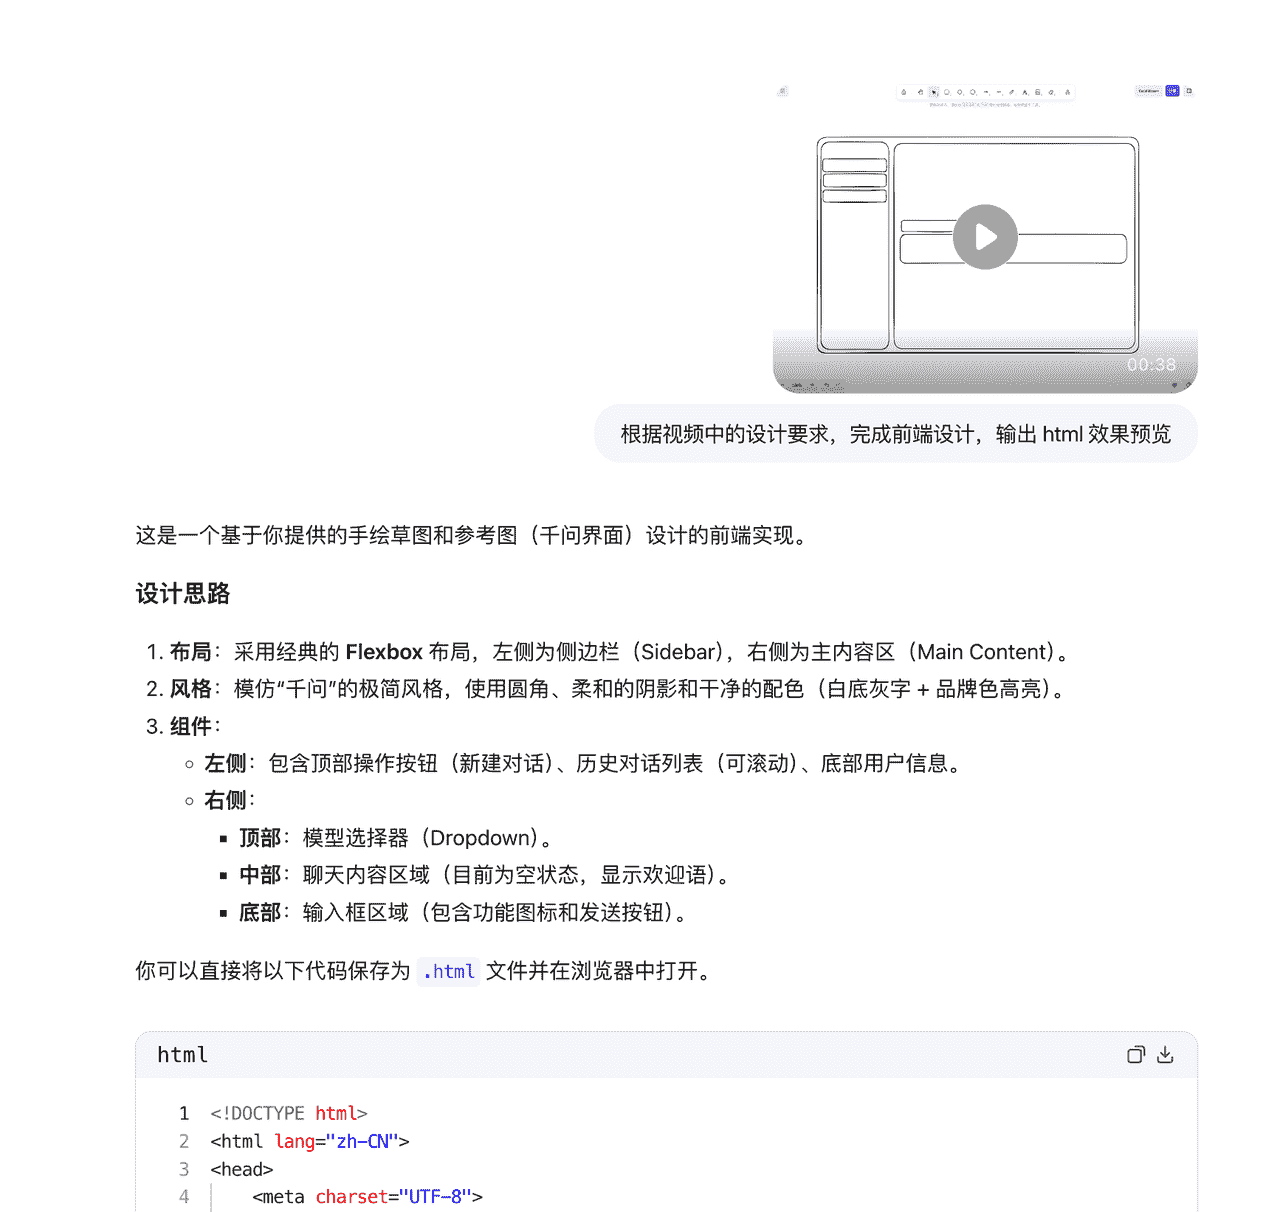 00:38
根据视频中的设计要求，完成前端设计，输出 html 效果预览
这是一个基于你提供的手绘草图和参考图（千问界面）设计的前端实现。
设计思路
1. 布局：采用经典的 Flexbox 布局，左侧为侧边栏（Sidebar），右侧为主内容区（Main Content）。
2. 风格：模仿“千问”的极简风格，使用圆角、柔和的阴影和干净的配色（白底灰字 + 品牌色高亮）。
3. 组件：
左侧：包含顶部操作按钮（新建对话）、历史对话列表（可滚动）、底部用户信息。
右侧：
顶部：模型选择器（Dropdown）。
中部：聊天内容区域（目前为空状态，显示欢迎语）。
底部：输入框区域（包含功能图标和发送按钮）。
你可以直接将以下代码保存为 .html 文件并在浏览器中打开。
html
1 <!DOCTYPE html>
2 <html lang="zh-CN">
3 <head>
4 <meta charset="UTF-8">